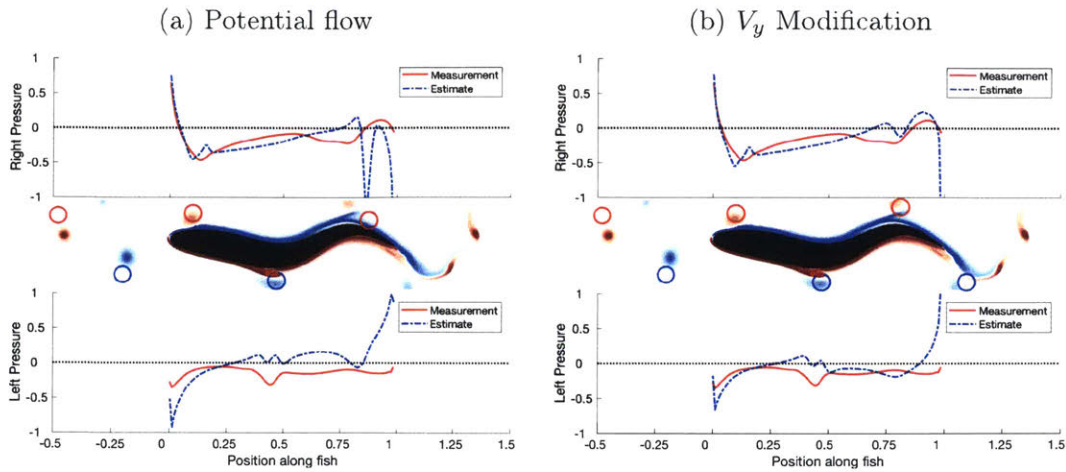 (a) Potential flow
(b) V_y Modification
1
0.5
0
-0.5
-1
Right Pressure
Measurement
Estimate
1
0.5
0
-0.5
-1
Right Pressure
Measurement
Estimate
1
0.5
0
-0.5
-1
Left Pressure
Measurement
Estimate
-0.5 -0.25 0 0.25 0.5 0.75 1 1.25 1.5
Position along fish
1
0.5
0
-0.5
-1
Left Pressure
Measurement
Estimate
-0.5 -0.25 0 0.25 0.5 0.75 1 1.25 1.5
Position along fish